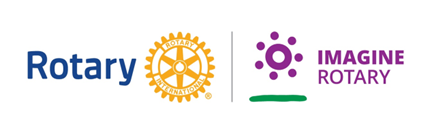 Rotary
ROTARY
INTERNATIONAL
®
IMAGINE
ROTARY